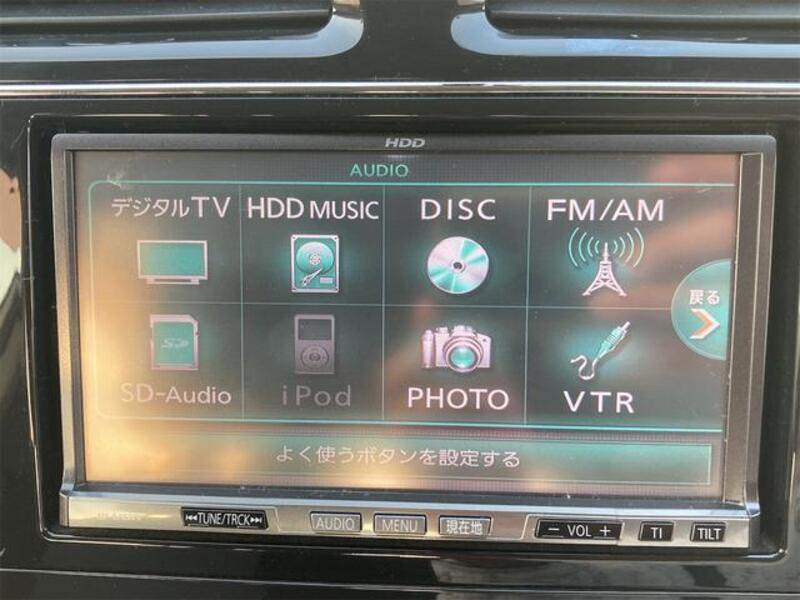 HDD
AUDIO
デジタルTV HDD MUSIC DISC FM/AM
戻る
SD
SD-Audio iPod PHOTO VTR
よく使うボタンを設定する
TUNE/TRCK AUDIO MENU 現在地 − VOL + TI TILT